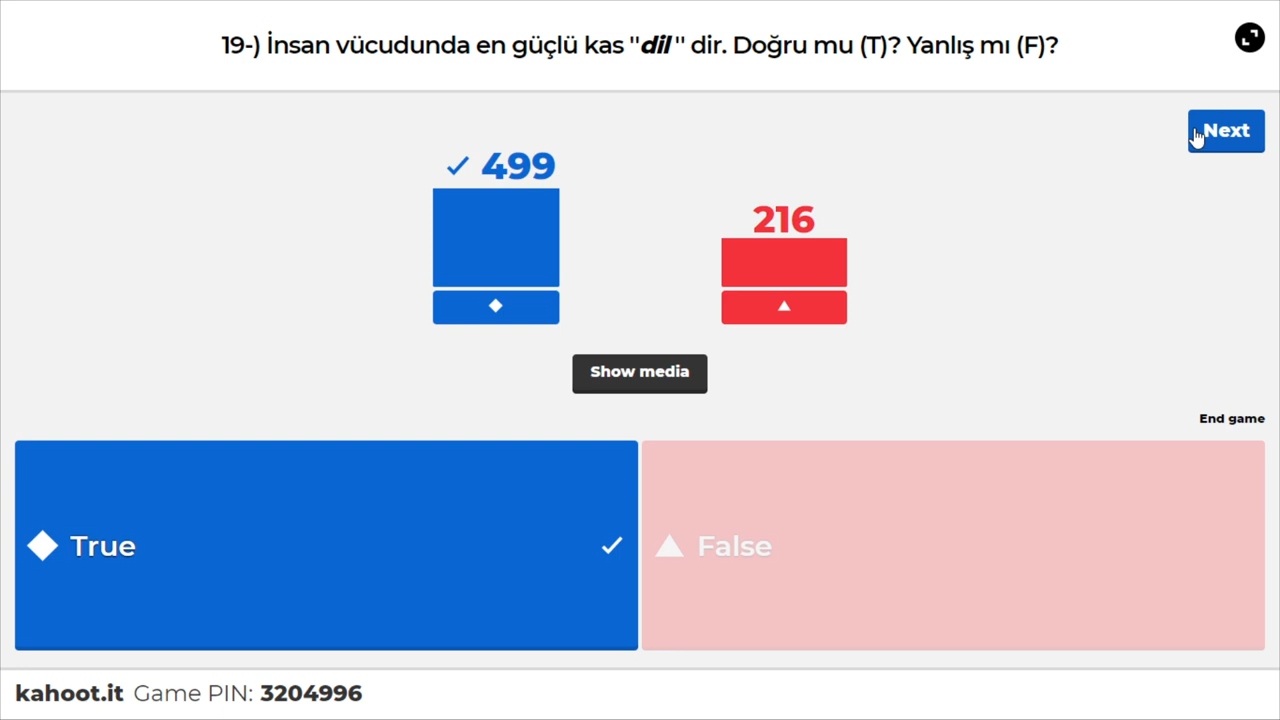 19-) İnsan vücudunda en güçlü kas "dil " dir. Doğru mu (T)? Yanlış mı (F)?
Next
499
216
Show media
End game
True
False
kahoot.it Game PIN: 3204996